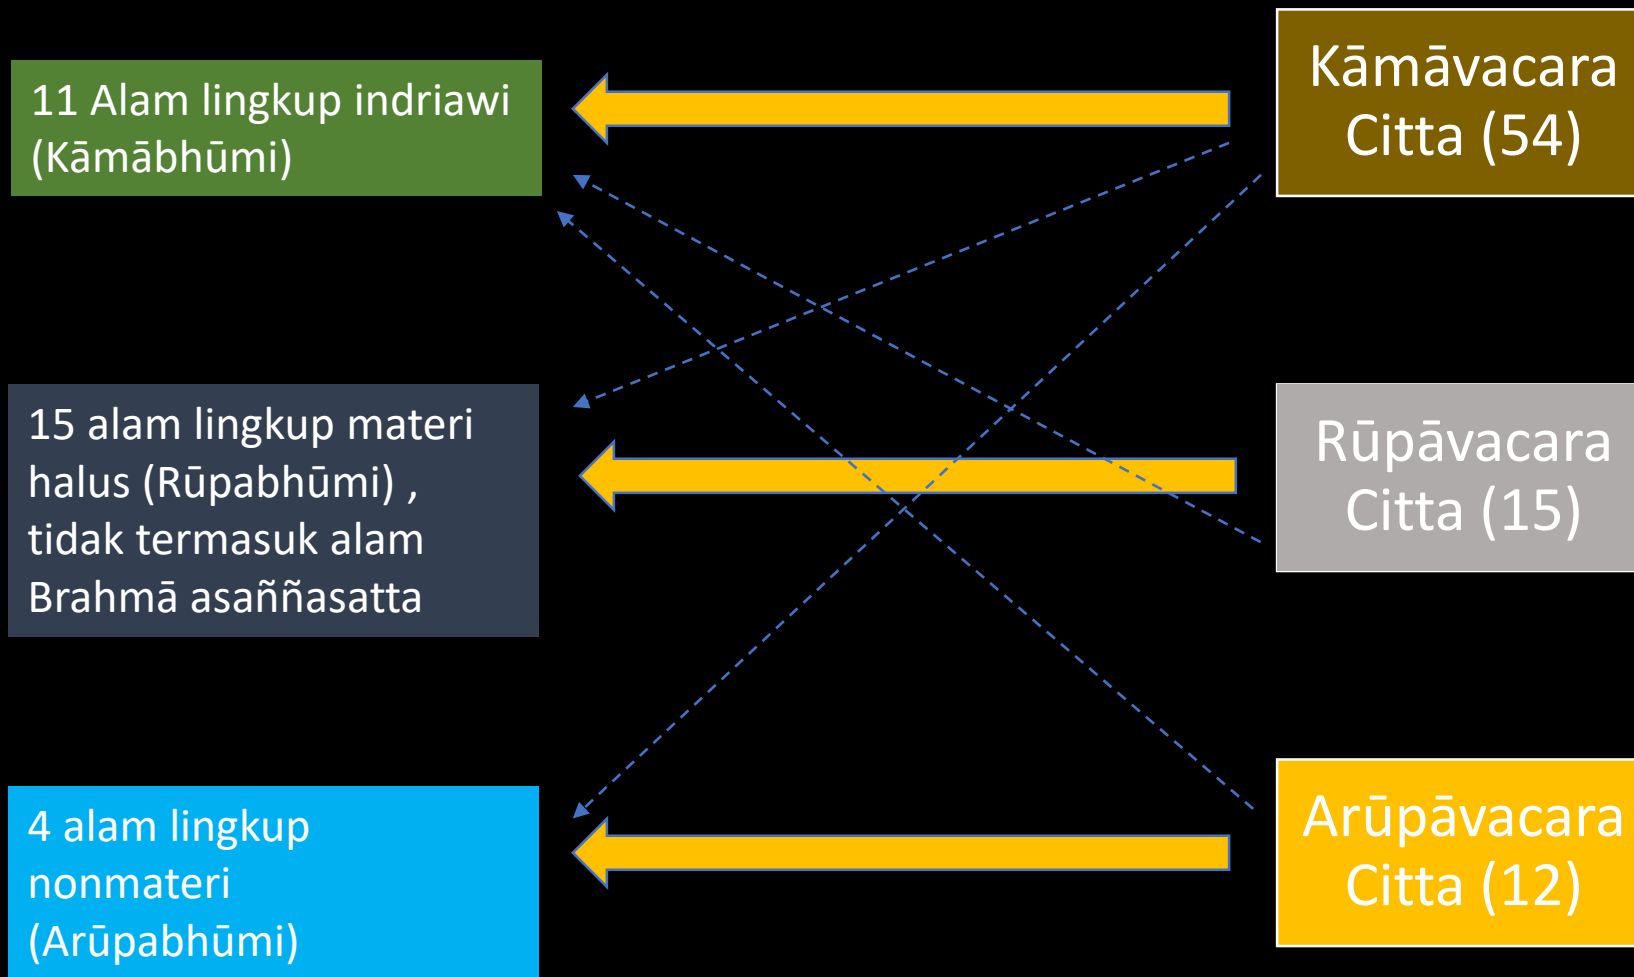 11 Alam lingkup indriawi
(Kāmābhūmi)
Kāmāvacara
Citta (54)
15 alam lingkup materi
halus (Rūpabhūmi) ,
tidak termasuk alam
Brahmā asaññasatta
Rūpāvacara
Citta (15)
4 alam lingkup
nonmateri
(Arūpabhūmi)
Arūpāvacara
Citta (12)